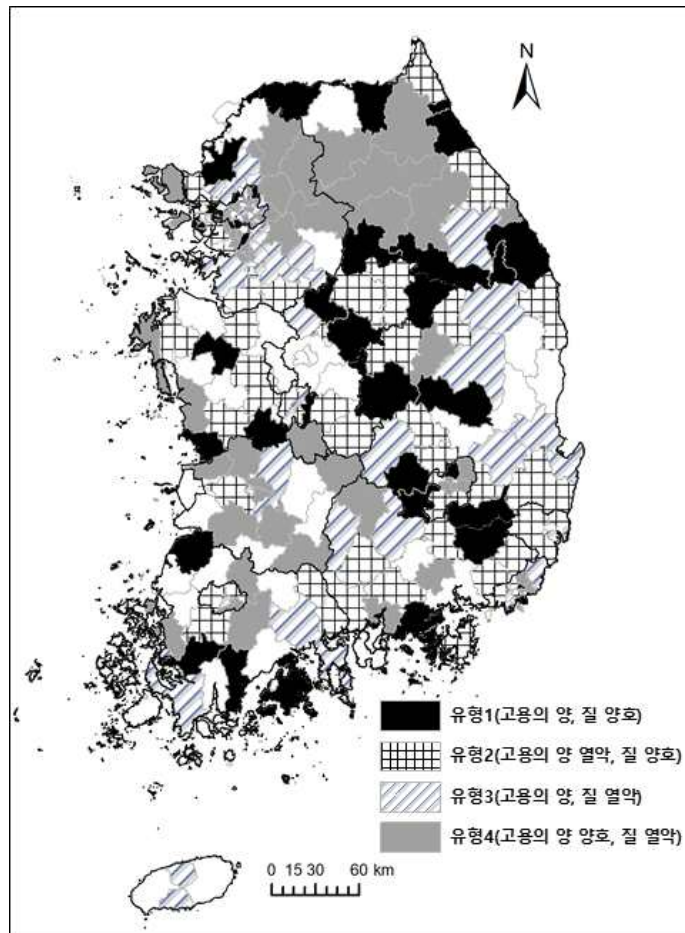 N
유형1(고용의 양, 질 양호)
유형2(고용의 양 열악, 질 양호)
유형3(고용의 양, 질 열악)
유형4(고용의 양 양호, 질 열악)
0 15 30 60 km